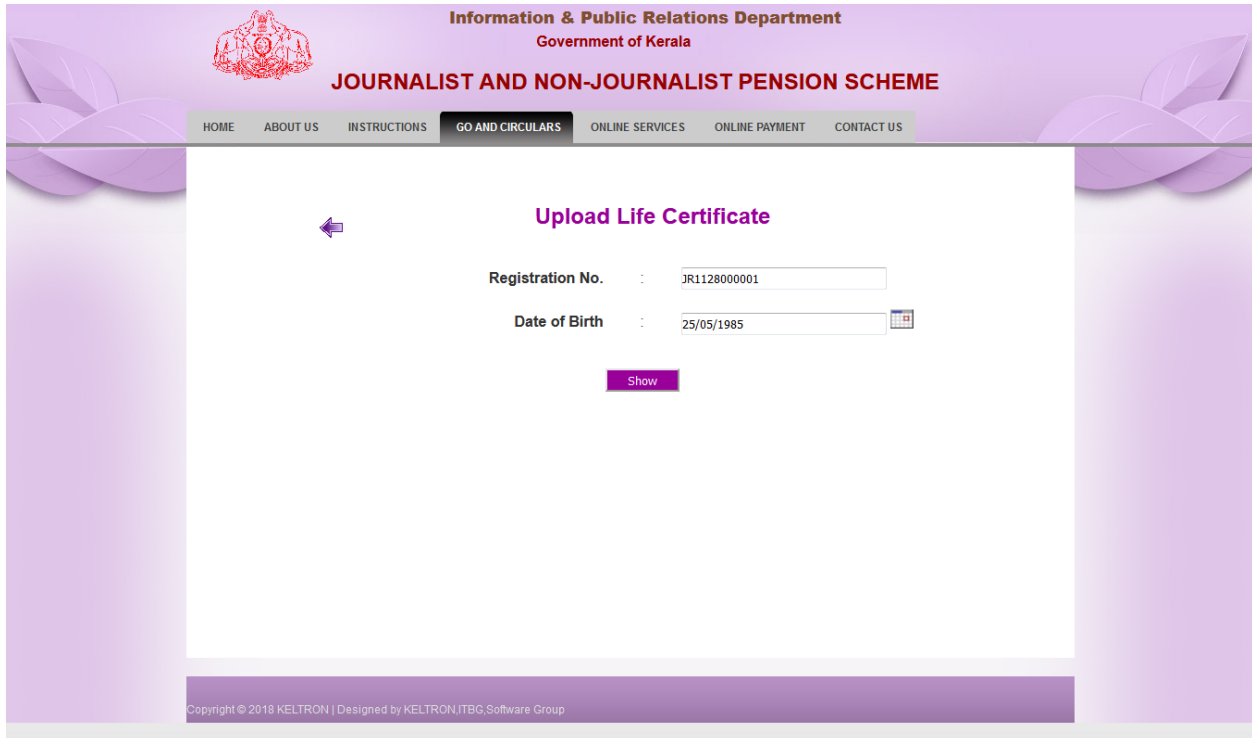 Information & Public Relations Department
Government of Kerala
JOURNALIST AND NON-JOURNALIST PENSION SCHEME
HOME ABOUT US INSTRUCTIONS GO AND CIRCULARS ONLINE SERVICES ONLINE PAYMENT CONTACT US
Upload Life Certificate
Registration No. : JR1128000001
Date of Birth : 25/05/1985
Show
Copyright © 2018 KELTRON | Designed by KELTRON,ITBG,Software Group